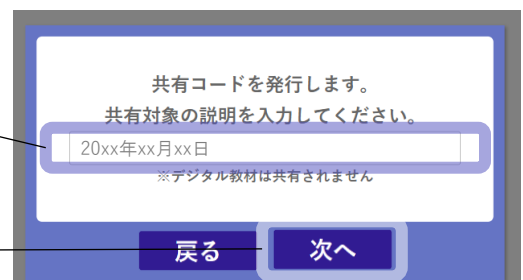 共有コードを発行します。
共有対象の説明を入力してください。
20xx年xx月xx日
※デジタル教材は共有されません
戻る
次へ